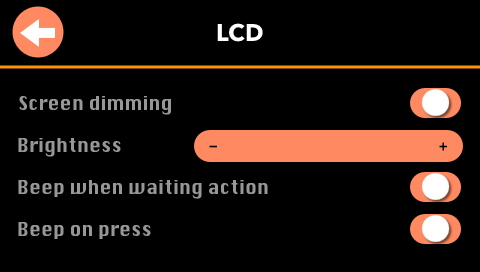 LCD
Screen dimming
Brightness - +
Beep when waiting action
Beep on press